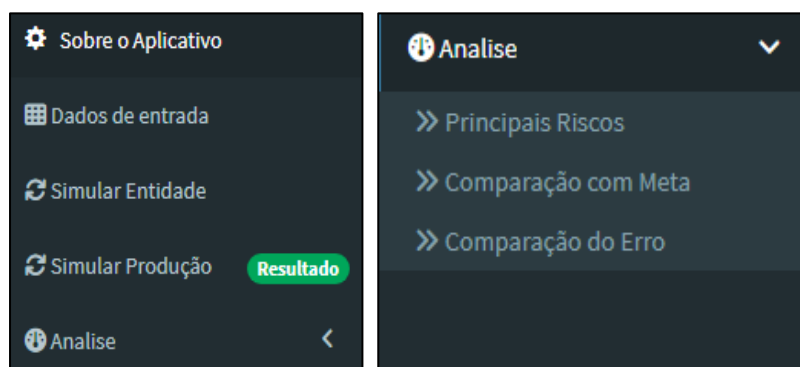 Sobre o Aplicativo
Dados de entrada
Simular Entidade
Simular Produção Resultado
Analise
Analise
Principais Riscos
Comparação com Meta
Comparação do Erro